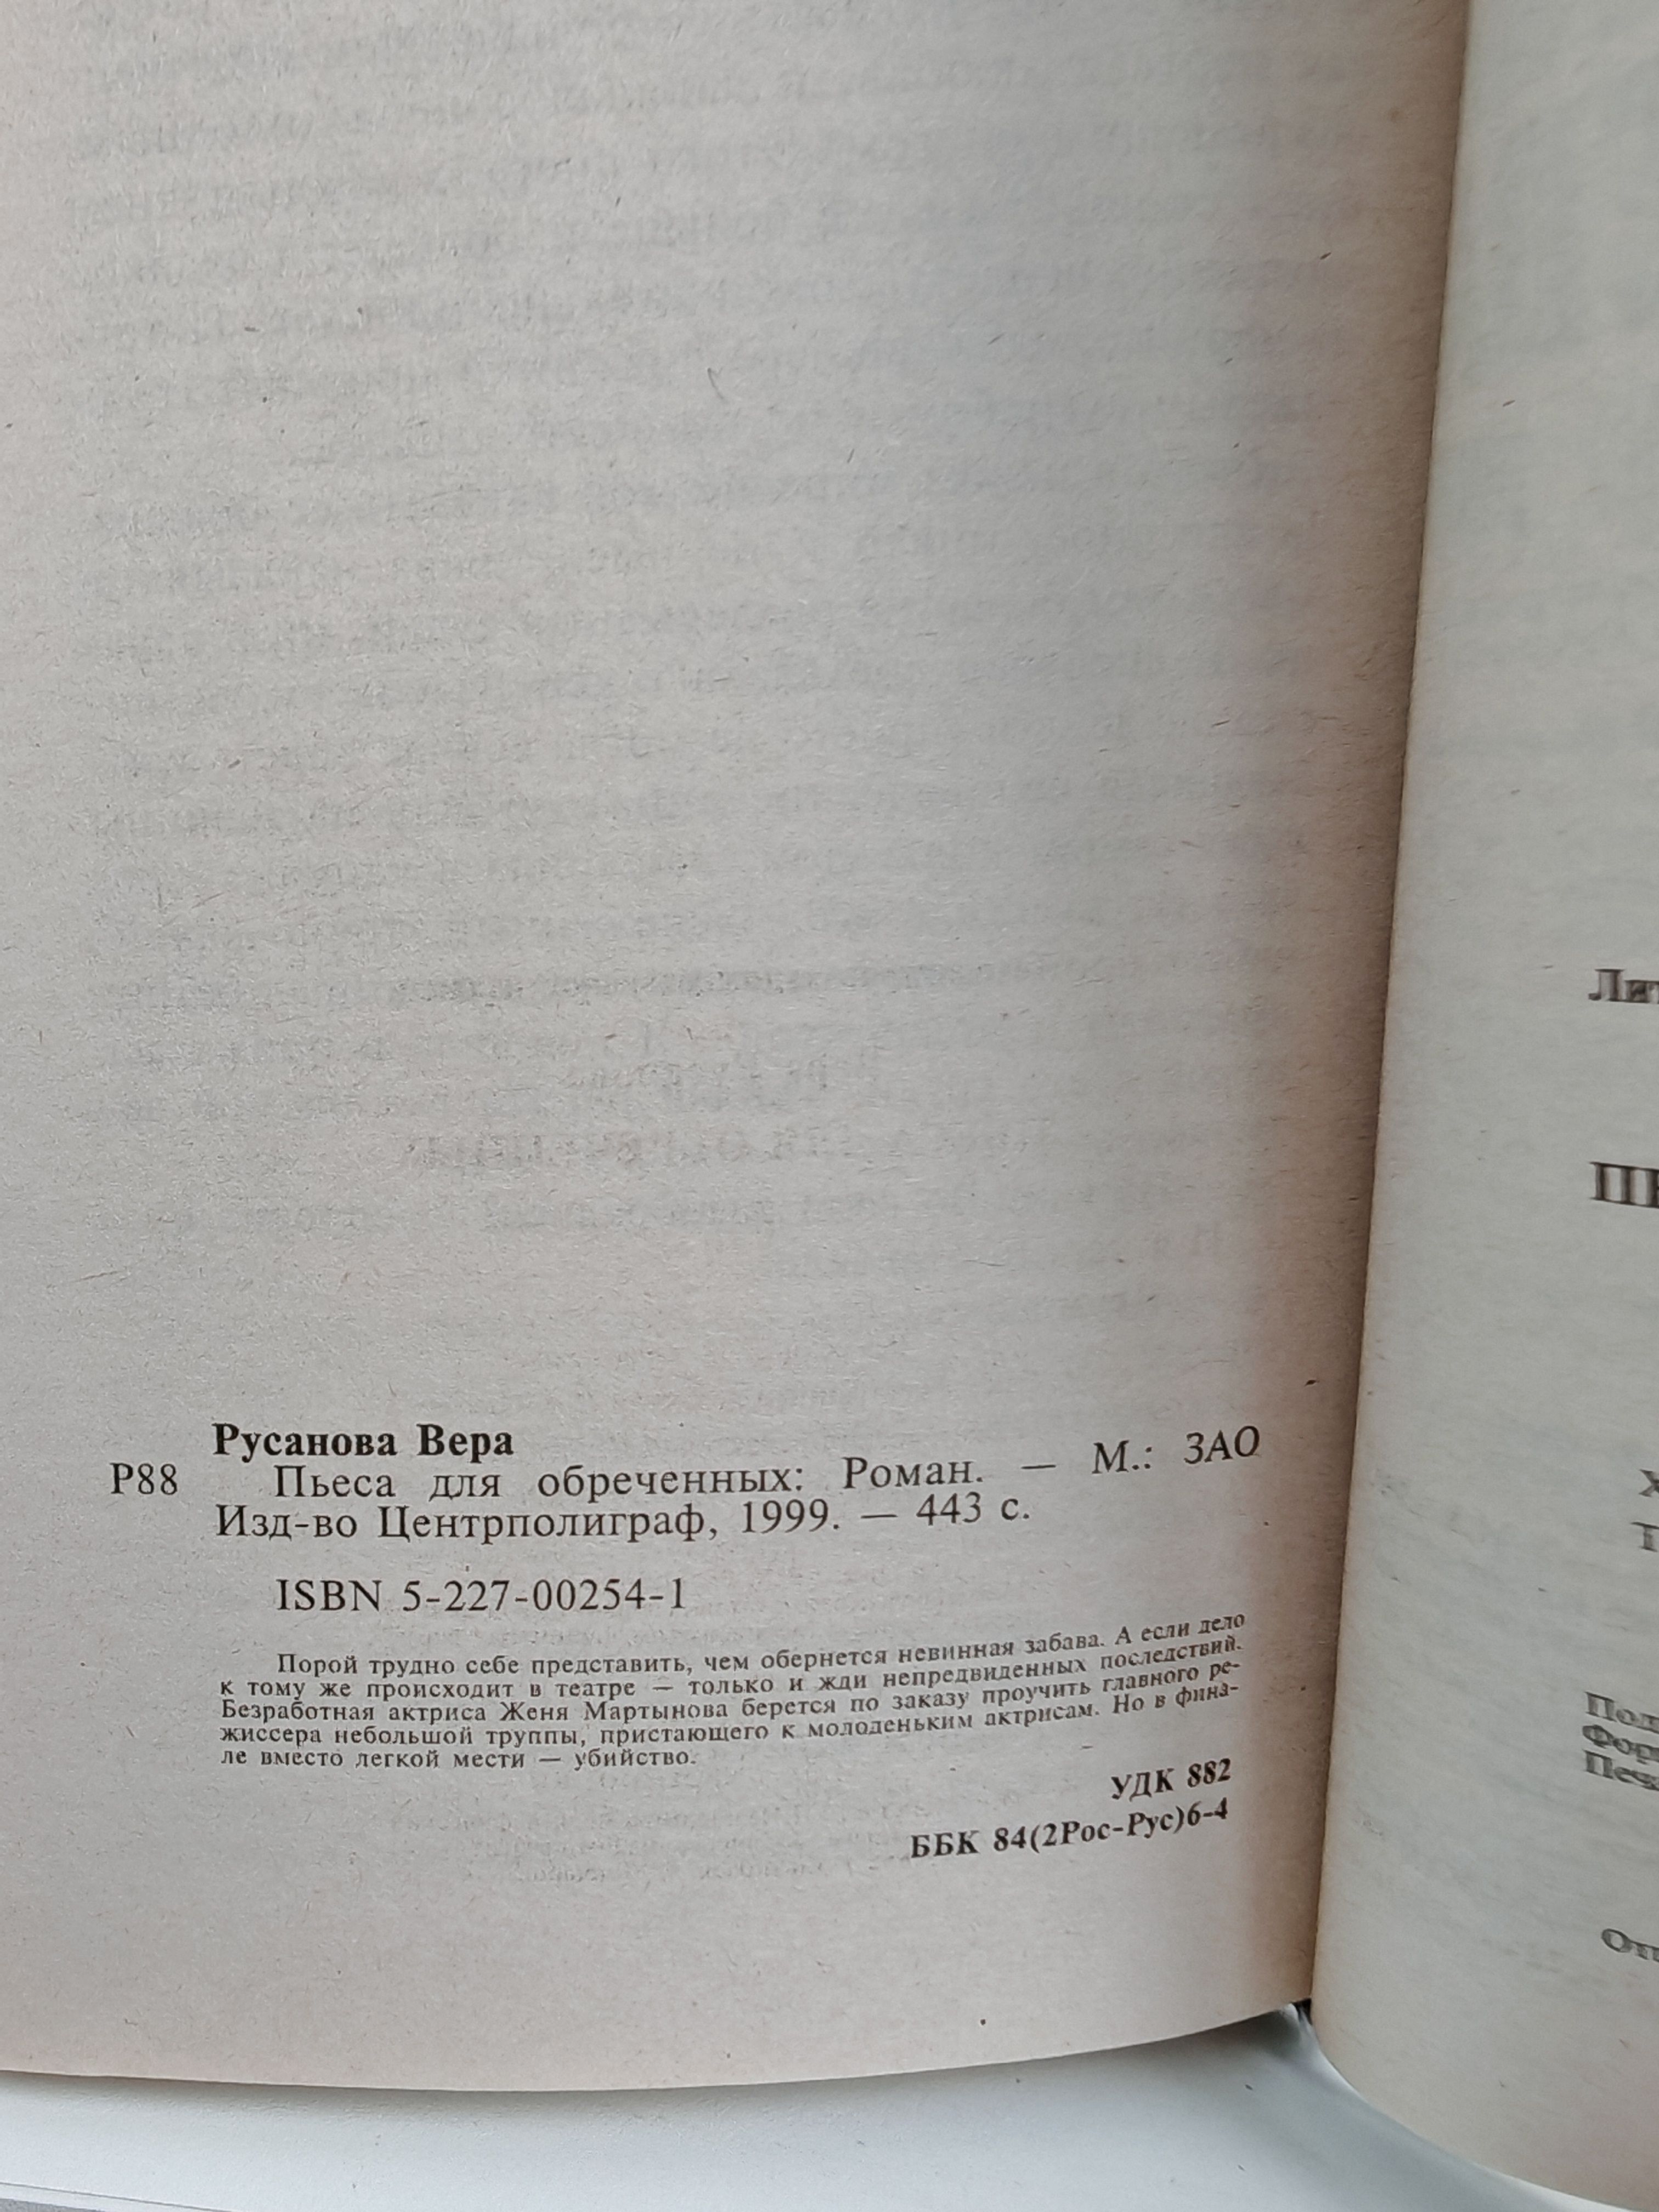 Русанова Вера
Р88 Пьеса для обреченных: Роман. — М.: ЗАО
Изд-во Центрполиграф, 1999. — 443 с.
ISBN 5-227-00254-1
Порой трудно себе представить, чем обернется невинная забава. А если дело
к тому же происходит в театре — только и жди непредвиденных последствий.
Безработная актриса Женя Мартынова берется по заказу проучить главного ре-
жиссера небольшой труппы, пристающего к молоденьким актрисам. Но в фина-
ле вместо легкой мести — убийство.
УДК 882
ББК 84(2Рос-Рус)6-4